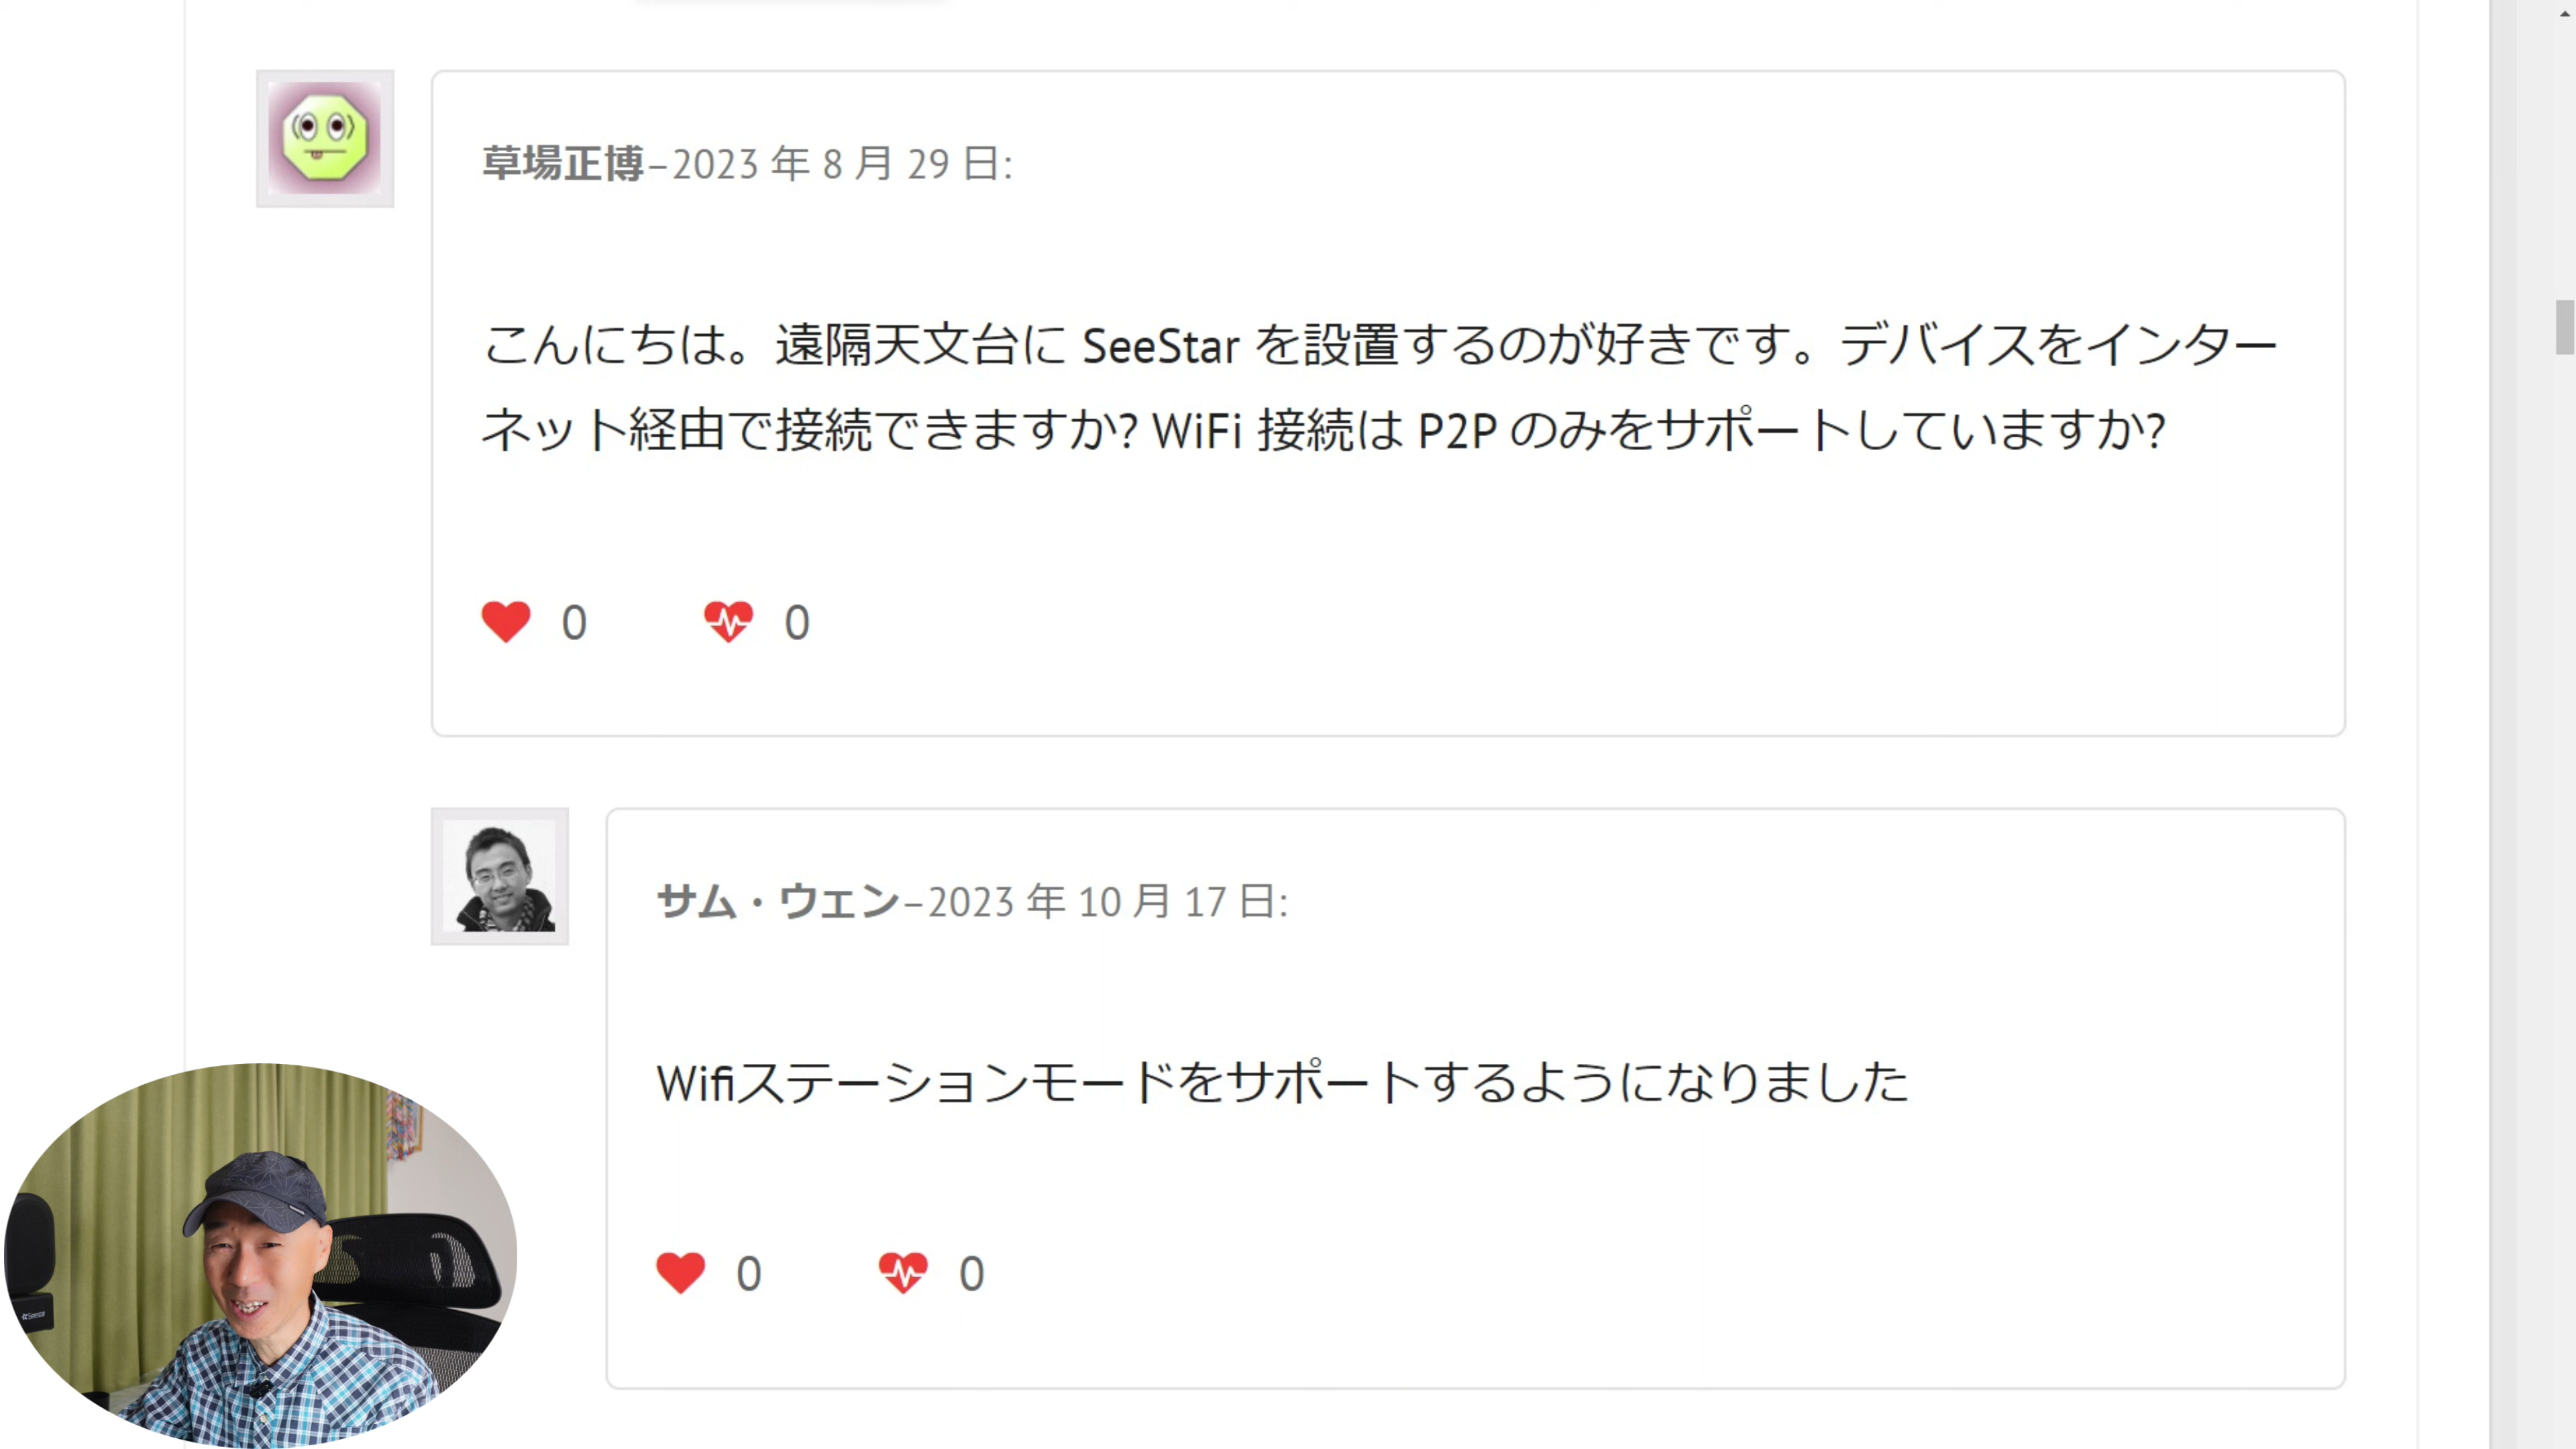 草場正博–2023 年 8 月 29 日:
こんにちは。遠隔天文台に SeeStar を設置するのが好きです。デバイスをインター
ネット経由で接続できますか? WiFi 接続は P2P のみをサポートしていますか?
0 0
サム・ウェン–2023 年 10 月 17 日:
Wifiステーションモードをサポートするようになりました
0 0
Seestar